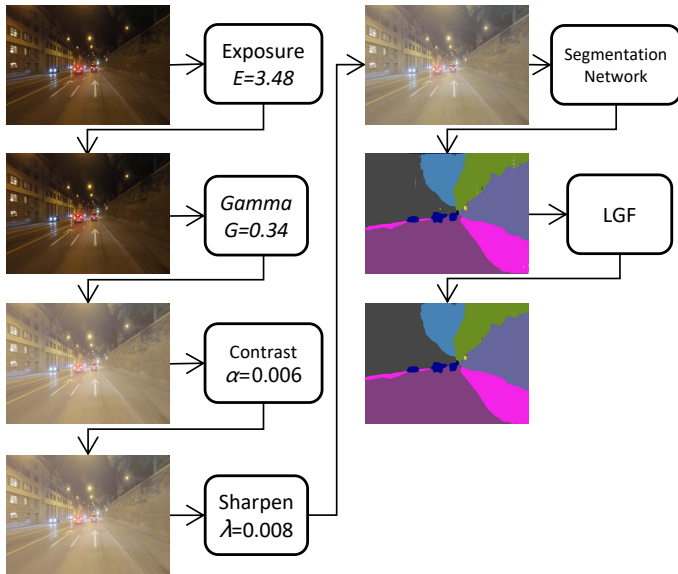 Exposure
E=3.48
Gamma
G=0.34
Contrast
α=0.006
Sharpen
λ=0.008
Segmentation
Network
LGF